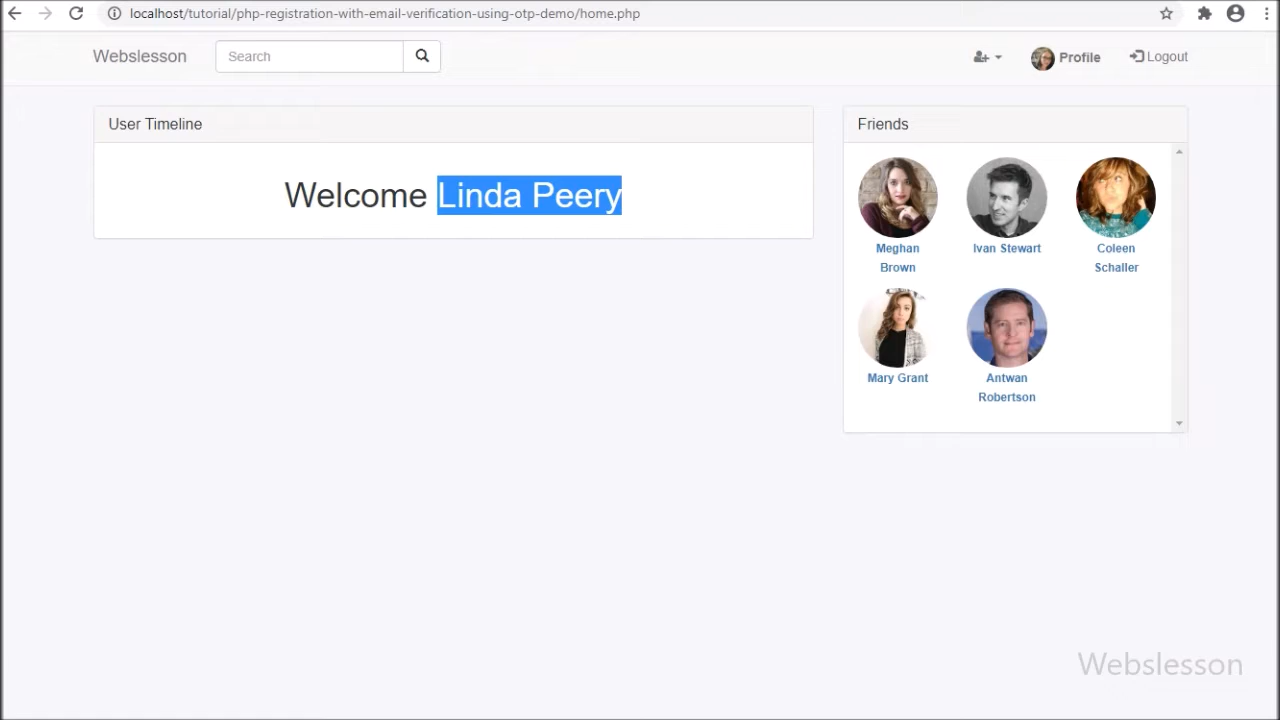 localhost/tutorial/php-registration-with-email-verification-using-otp-demo/home.php
Webslesson
Search
Profile
Logout
User Timeline
Welcome Linda Peery
Friends
Meghan
Brown
Ivan Stewart
Coleen
Schaller
Mary Grant
Antwan
Robertson
Webslesson